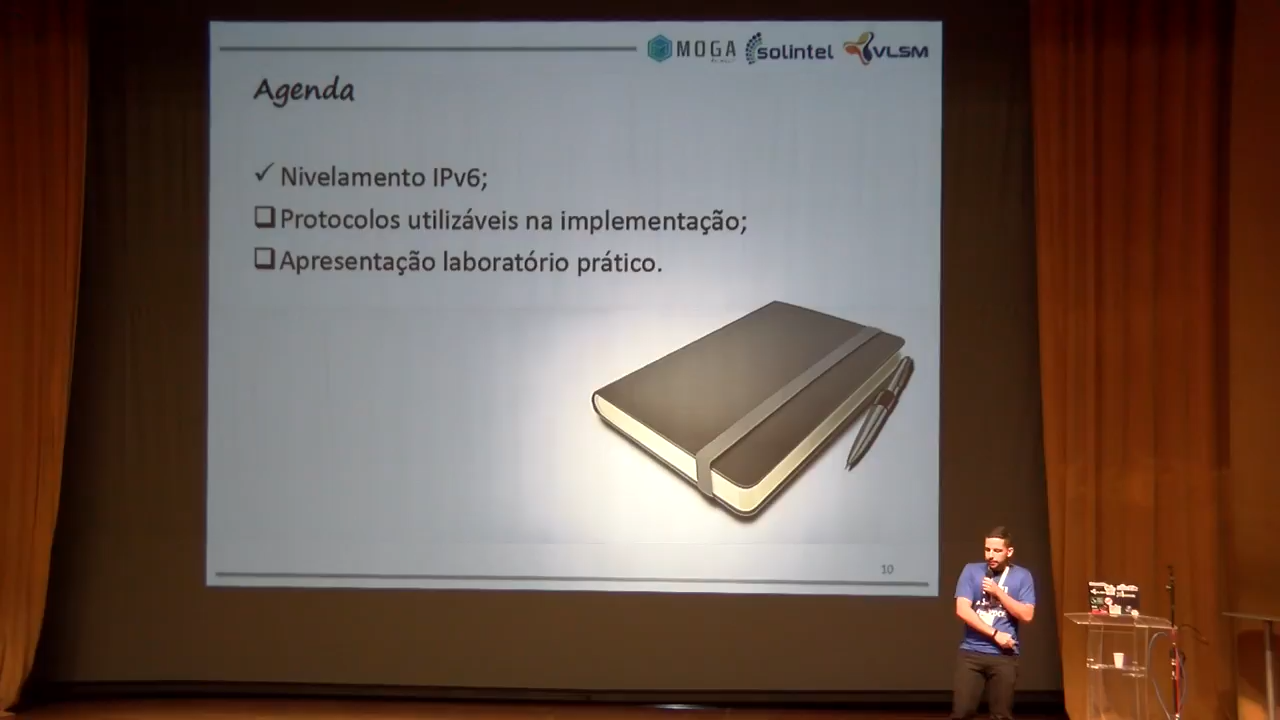 MOGA
solintel
VLSM
Agenda
✓ Nivelamento IPv6;
❑ Protocolos utilizáveis na implementação;
❑ Apresentação laboratório prático.
10